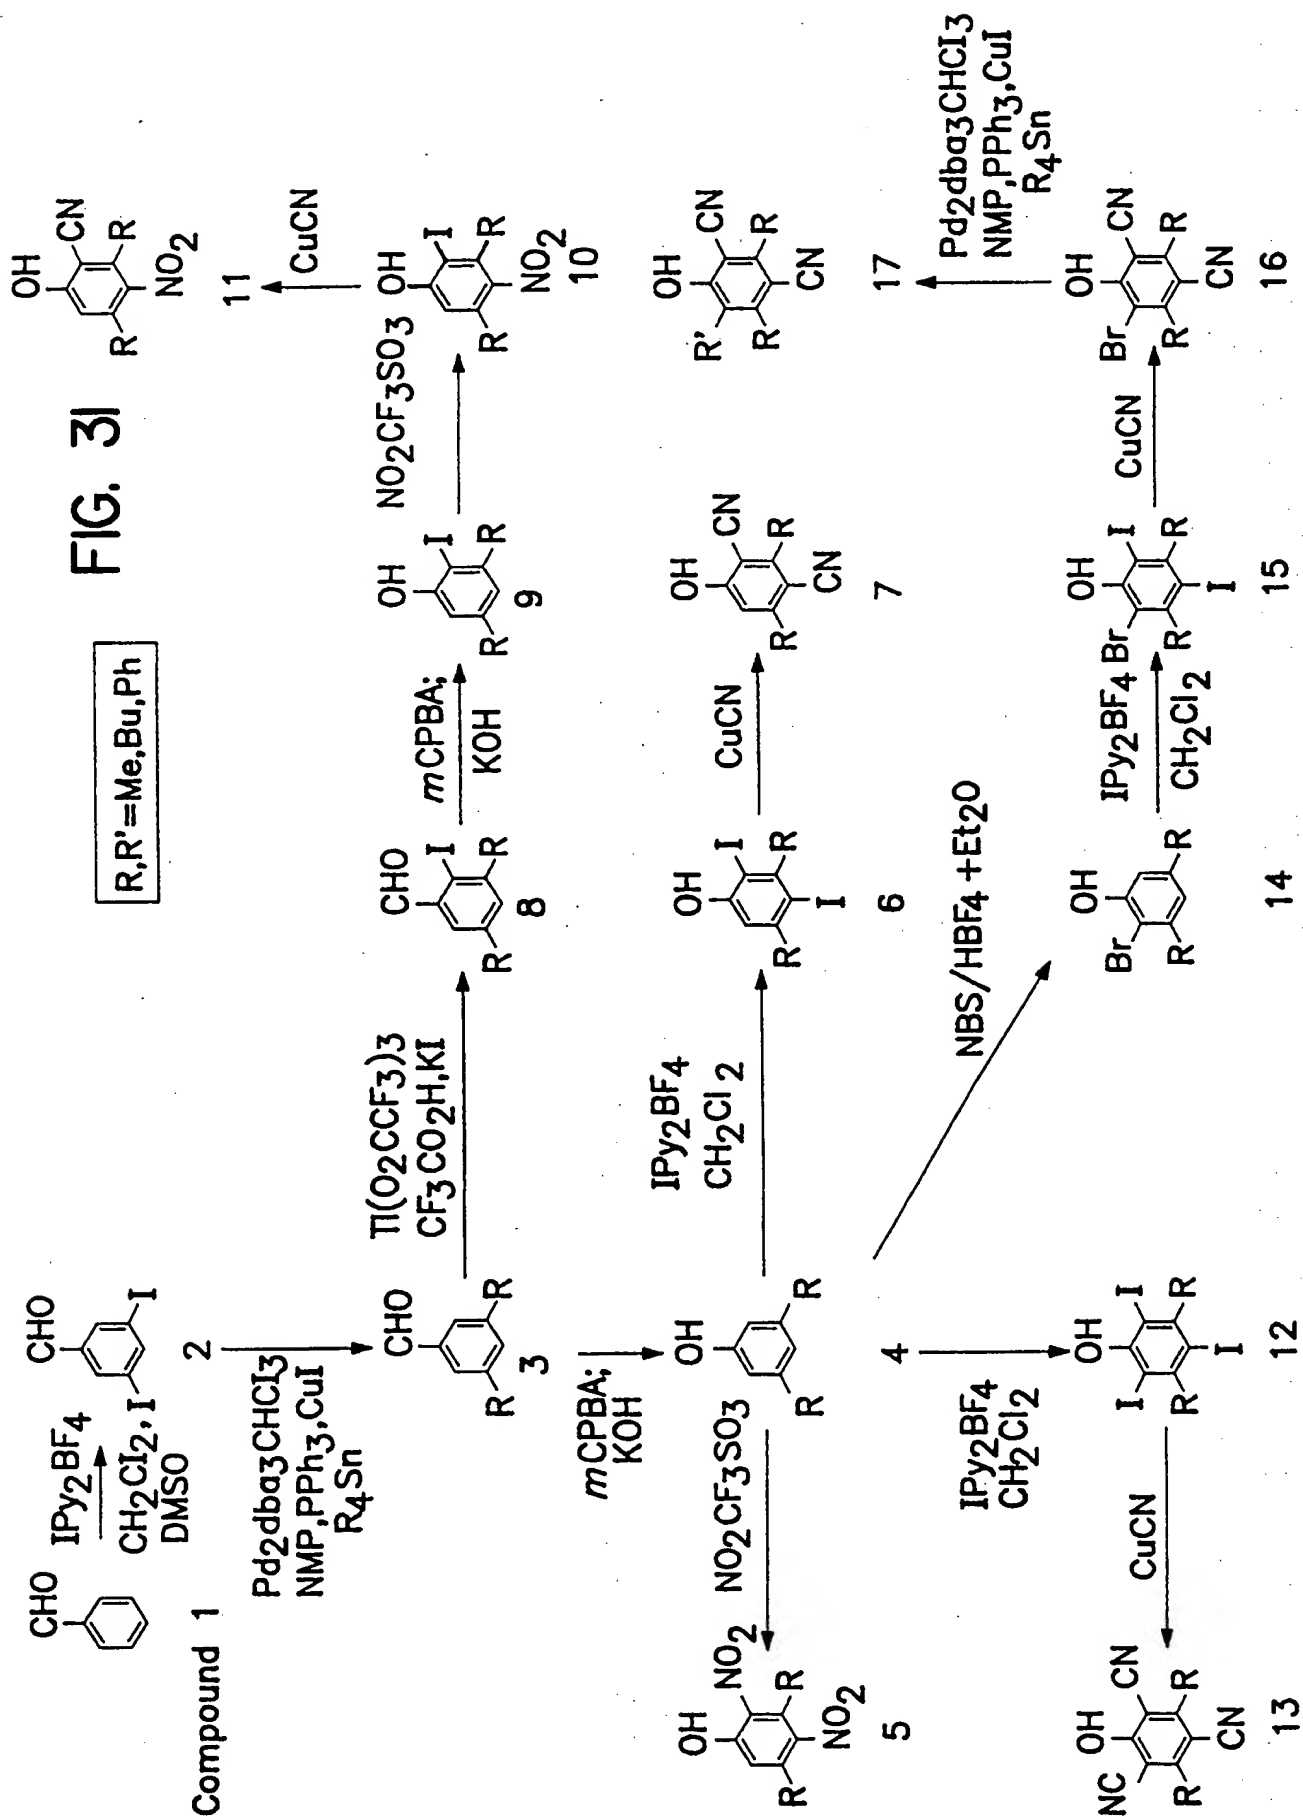 FIG. 31
R,R'=Me,Bu,Ph
CHO
Compound 1
IPy2BF4
CH2Cl2,
DMSO
CHO
I
I
2
Pd2dba3CHCl3
NMP,PPh3,CuI
R4Sn
CHO
R
R
3
Tl(O2CCF3)3
CF3CO2H,KI
CHO
I
R
R
8
mCPBA;
KOH
OH
I
R
R
9
NO2CF3SO3
OH
I
R
R
NO2
10
CuCN
OH
CN
R
R
NO2
11
mCPBA;
KOH
OH
R
R
4
NO2CF3SO3
OH
NO2
R
R
NO2
5
IPy2BF4
CH2Cl2
OH
I
R
R
I
6
CuCN
OH
CN
R
R
CN
7
IPy2BF4
CH2Cl2
OH
I
I
R
R
I
12
CuCN
OH
NC
CN
R
R
CN
13
NBS/HBF4 +Et2O
OH
Br
R
R
14
IPy2BF4
CH2Cl2
OH
Br
I
R
R
I
15
CuCN
OH
Br
CN
R
R
CN
16
Pd2dba3CHCl3
NMP,PPh3,CuI
R4Sn
OH
R'
CN
R
R
CN
17